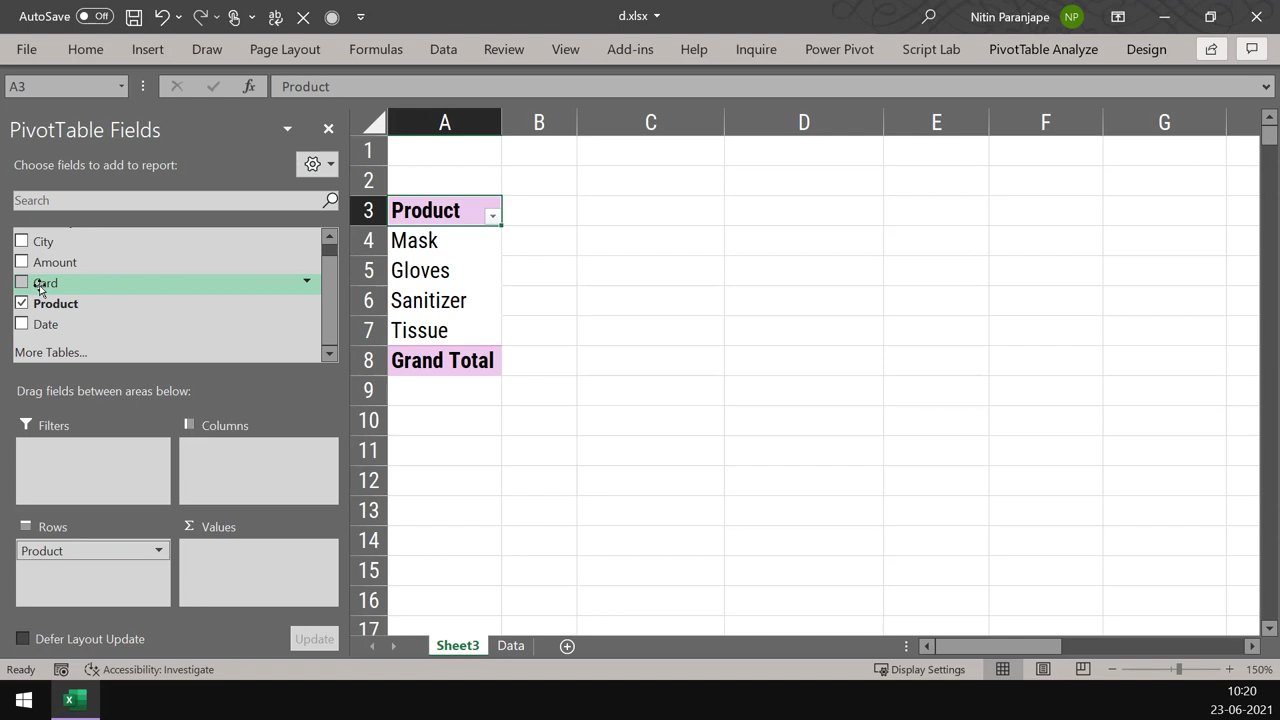 AutoSave Off
d.xlsx
Nitin Paranjape NP
File Home Insert Draw Page Layout Formulas Data Review View Add-ins Help Inquire Power Pivot Script Lab PivotTable Analyze Design
A3 fx Product
PivotTable Fields
Choose fields to add to report:
Search
City
Amount
Card
Product
Date
More Tables...
Drag fields between areas below:
Filters
Columns
Rows
Σ Values
Product
Defer Layout Update
Update
A B C D E F G
1
2
3 Product
4 Mask
5 Gloves
6 Sanitizer
7 Tissue
8 Grand Total
9
10
11
12
13
14
15
16
17
Sheet3 Data
Ready Accessibility: Investigate Display Settings 150%
10:20
23-06-2021